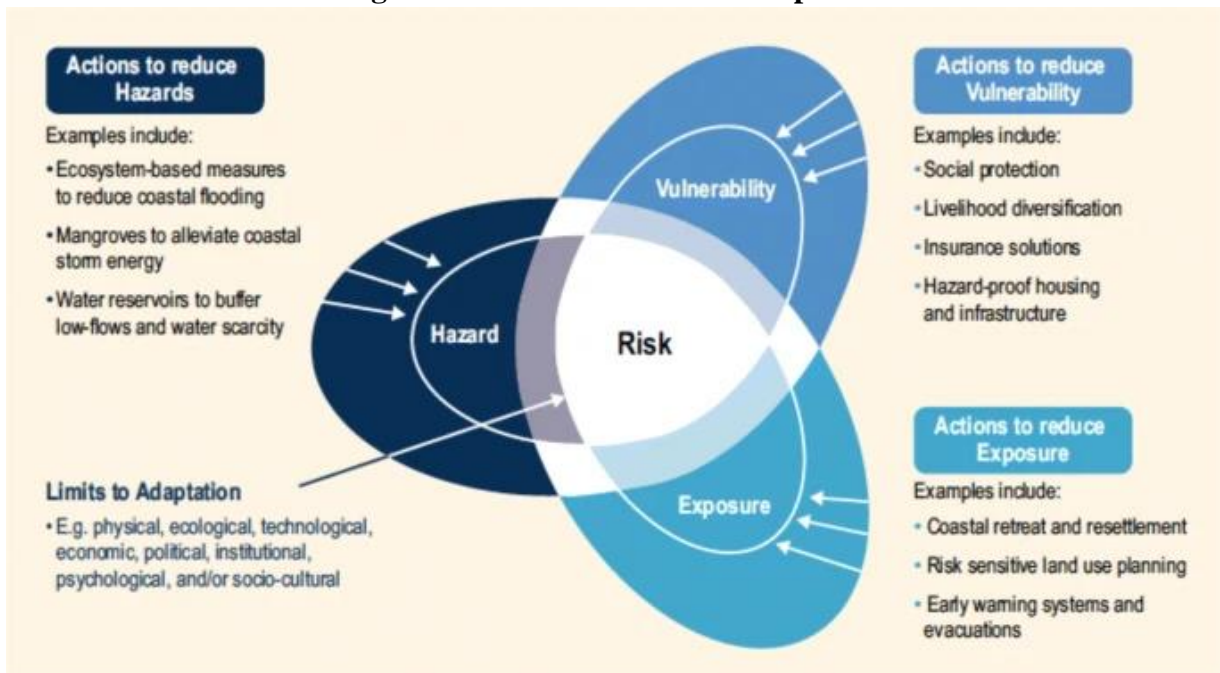 Actions to reduce
Hazards
Examples include:
• Ecosystem-based measures
to reduce coastal flooding
• Mangroves to alleviate coastal
storm energy
• Water reservoirs to buffer
low-flows and water scarcity
Limits to Adaptation
• E.g. physical, ecological, technological,
economic, political, institutional,
psychological, and/or socio-cultural
Hazard
Vulnerability
Risk
Exposure
Actions to reduce
Vulnerability
Examples include:
• Social protection
• Livelihood diversification
• Insurance solutions
• Hazard-proof housing
and infrastructure
Actions to reduce
Exposure
Examples include:
• Coastal retreat and resettlement
• Risk sensitive land use planning
• Early warning systems and
evacuations